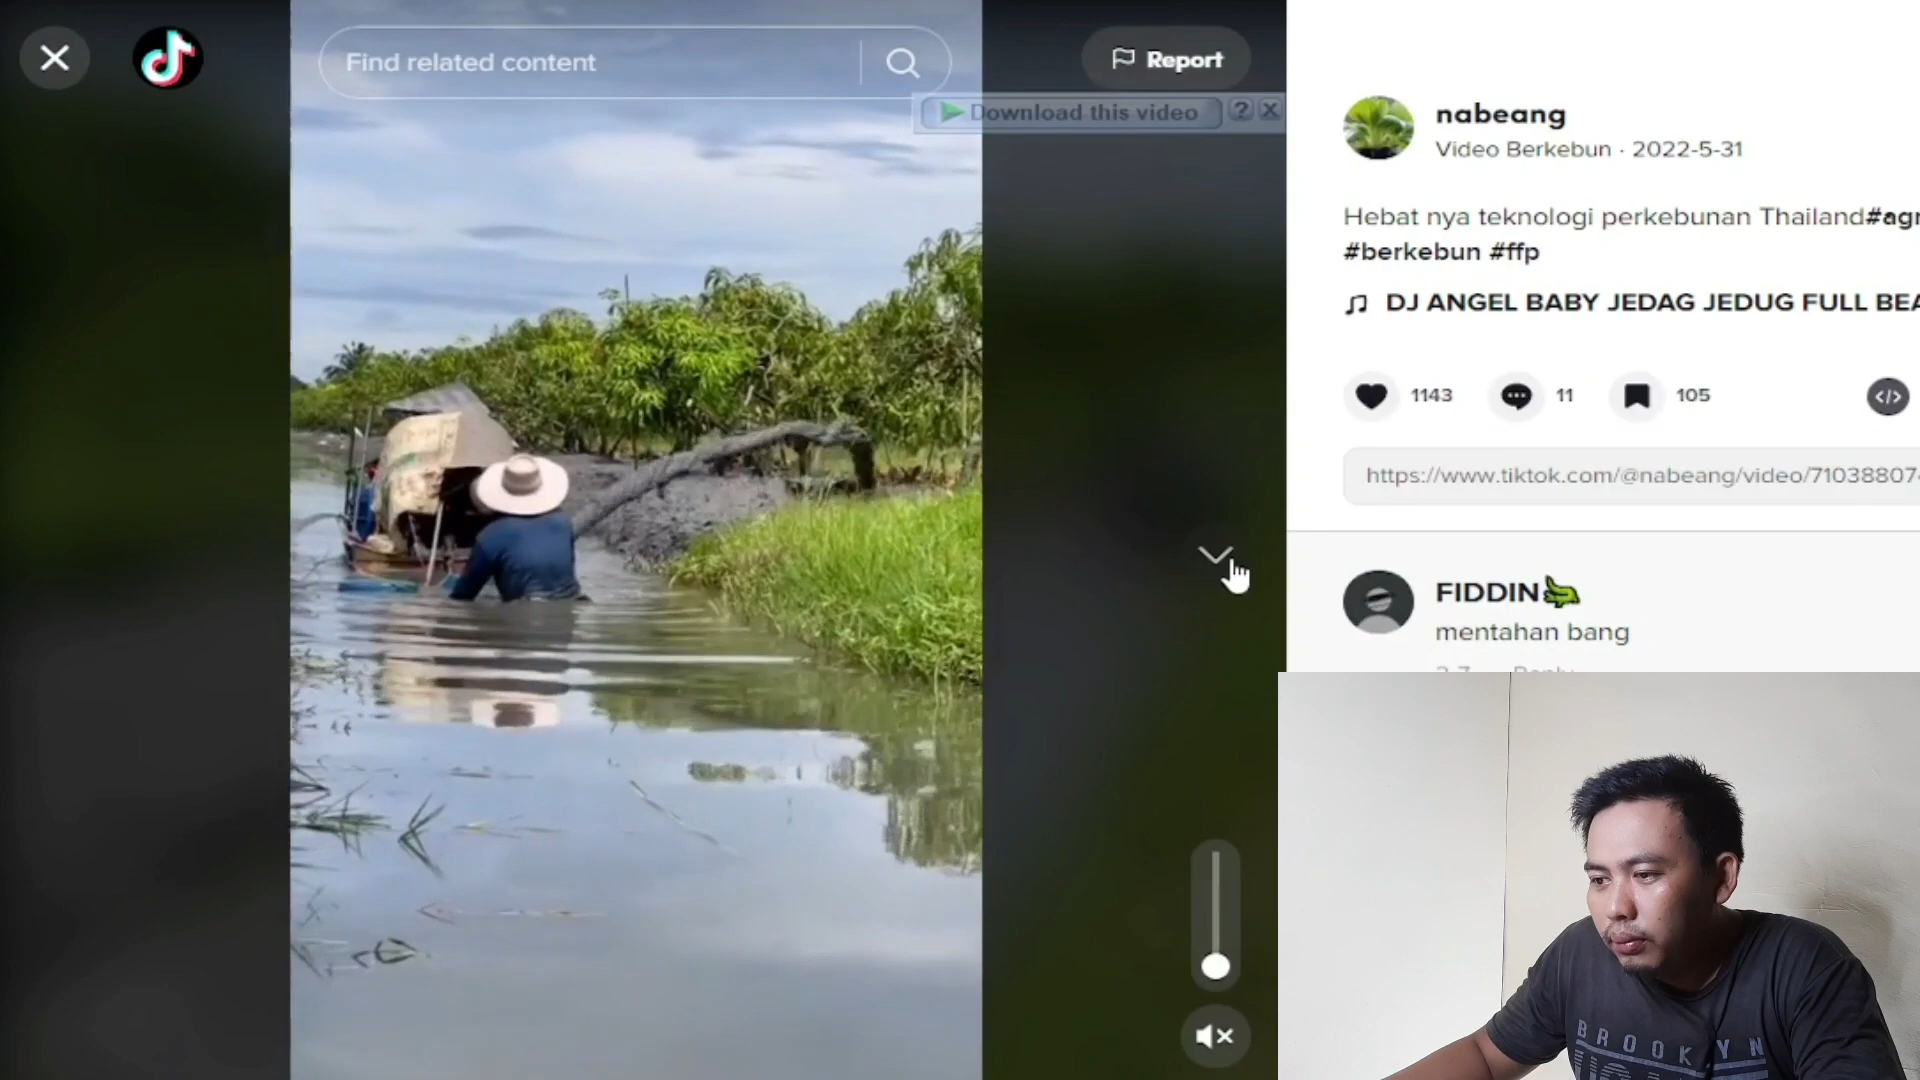 Find related content
Report
Download this video
nabeang
Video Berkebun · 2022-5-31
Hebat nya teknologi perkebunan Thailand
#berkebun #ffp
DJ ANGEL BABY JEDAG JEDUG FULL
1143
11
105
https://www.tiktok.com/@nabeang/video/71038807
FIDDIN🐊
mentahan bang
BROOKLYN